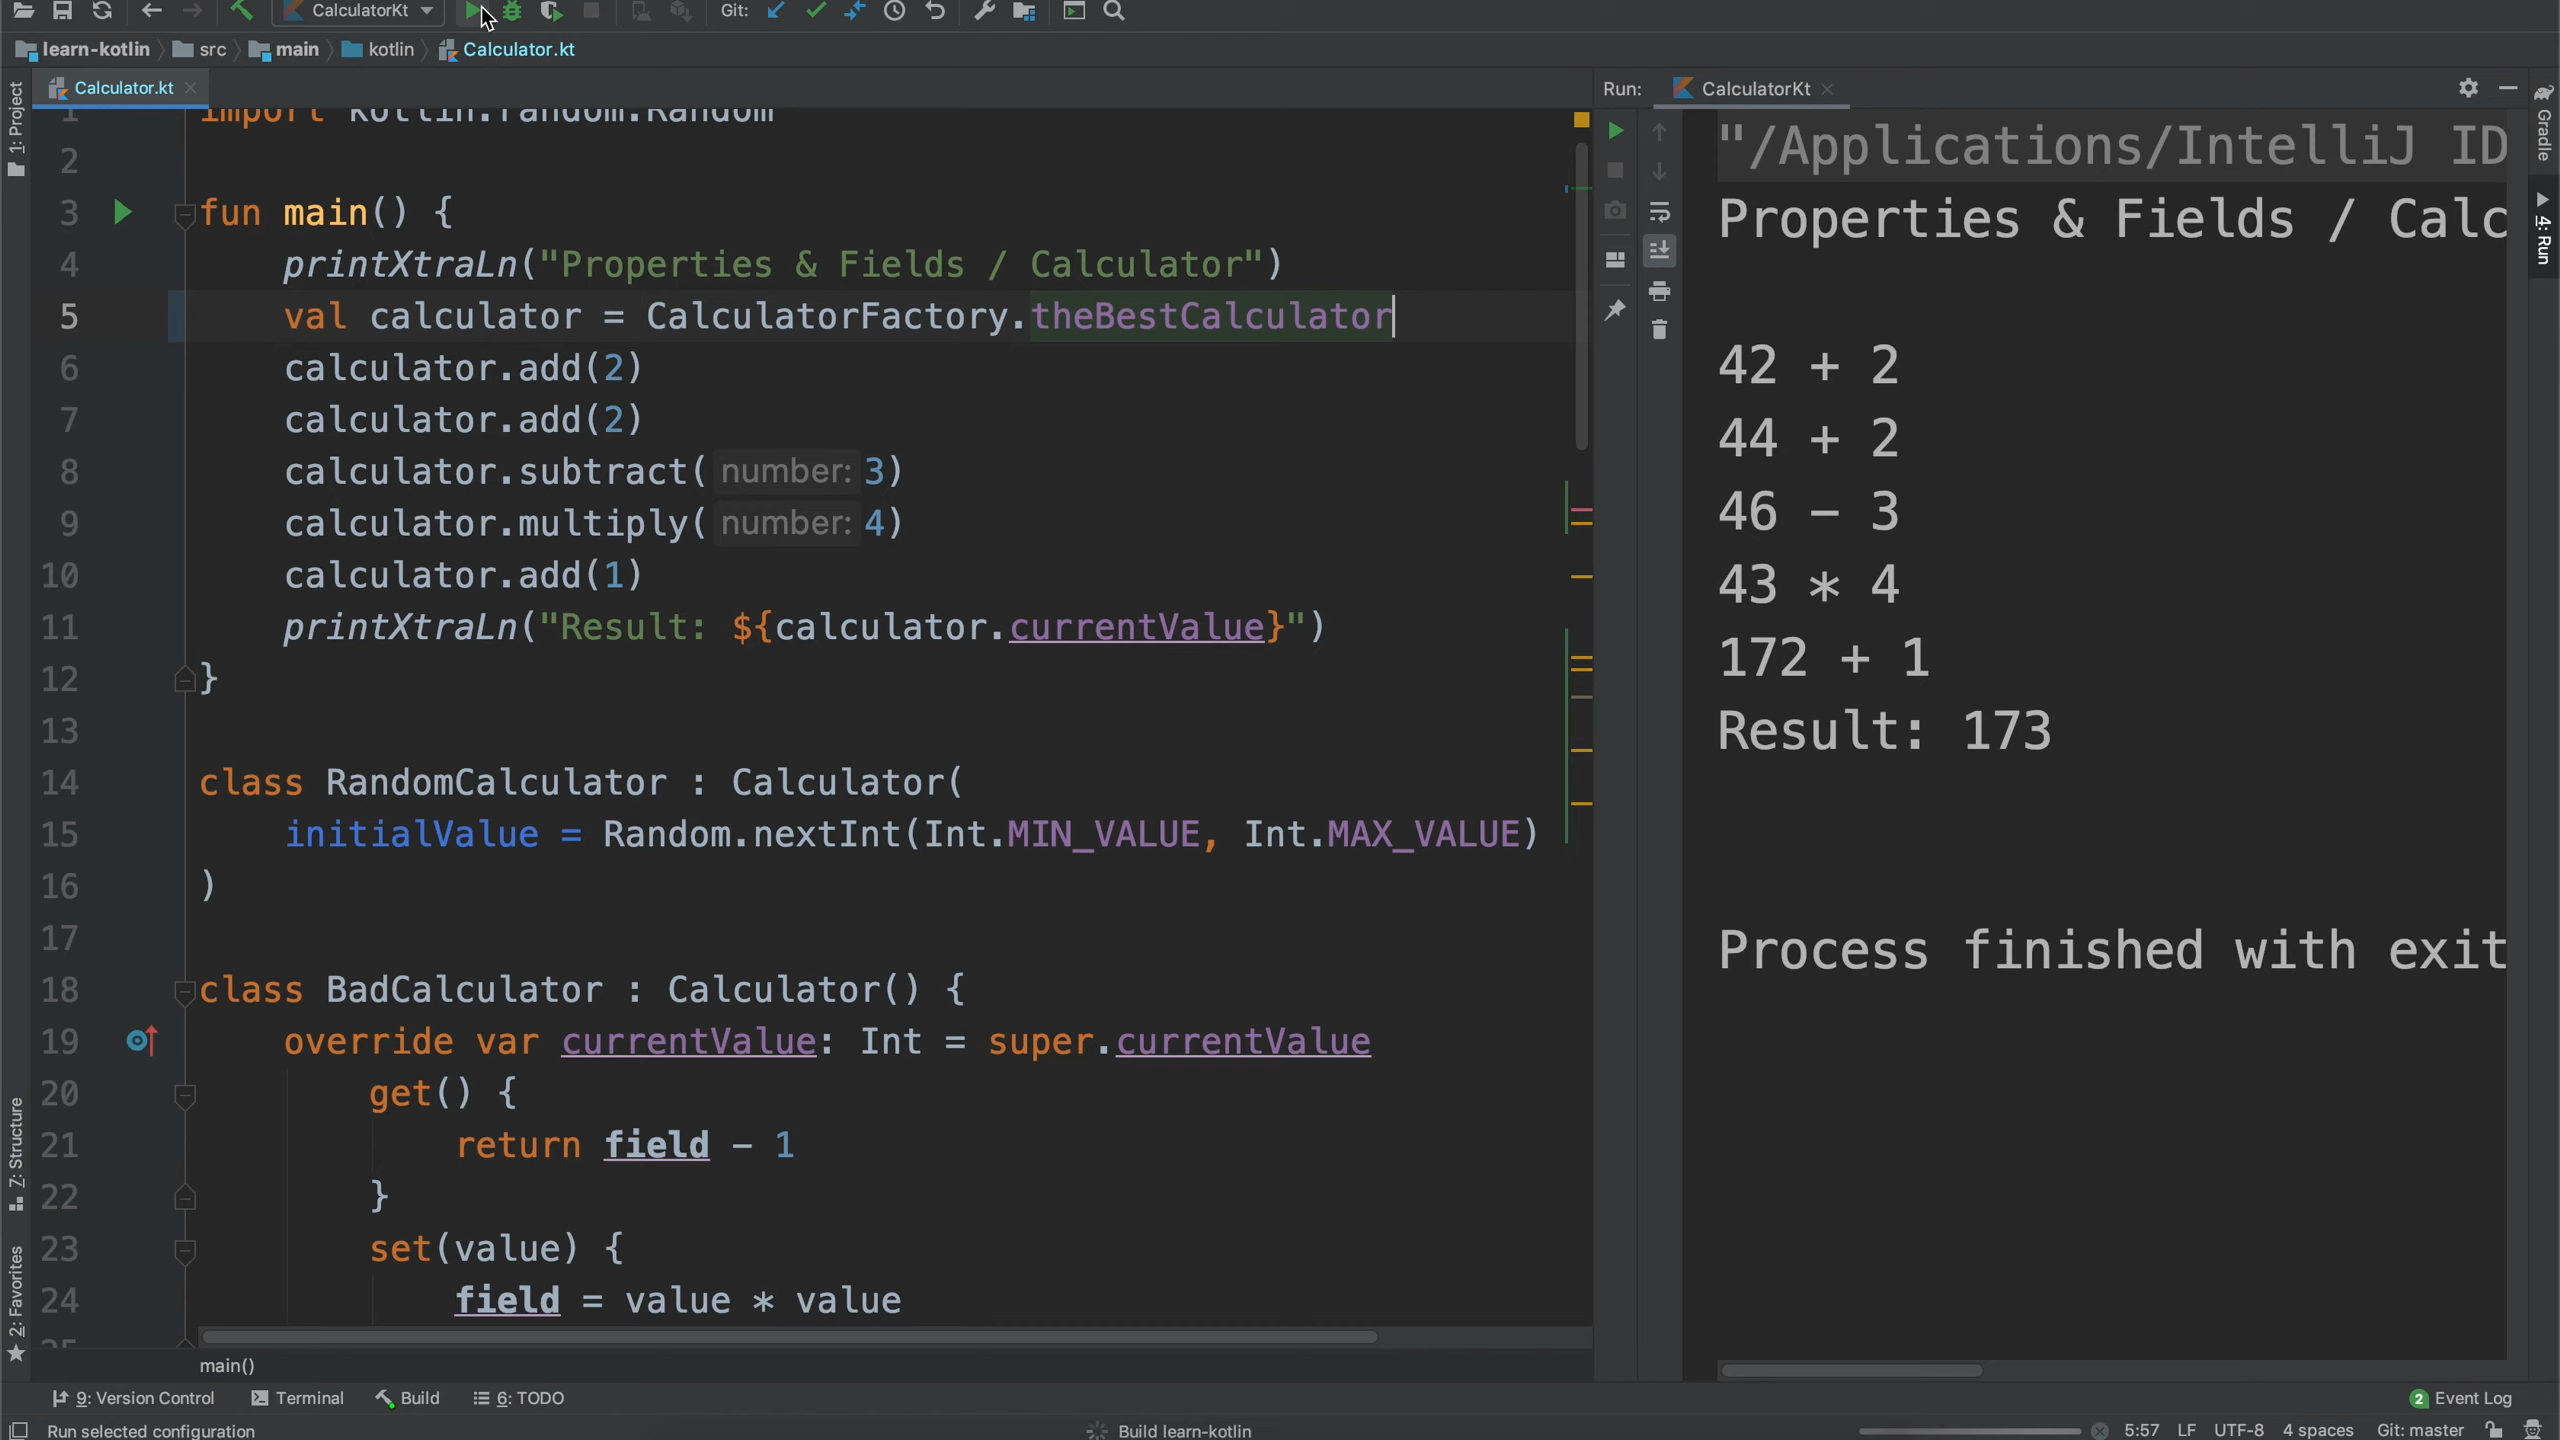 CalculatorKt
Git:
learn-kotlin src main kotlin Calculator.kt
Calculator.kt
Run: CalculatorKt
1: Project
7: Structure
2: Favorites
1 import kotlin.random.Random
2
3 fun main() {
4 printXtraLn("Properties & Fields / Calculator")
5 val calculator = CalculatorFactory.theBestCalculator
6 calculator.add(2)
7 calculator.add(2)
8 calculator.subtract( number: 3)
9 calculator.multiply( number: 4)
10 calculator.add(1)
11 printXtraLn("Result: ${calculator.currentValue}")
12 }
13
14 class RandomCalculator : Calculator(
15 initialValue = Random.nextInt(Int.MIN_VALUE, Int.MAX_VALUE)
16 )
17
18 class BadCalculator : Calculator() {
19 override var currentValue: Int = super.currentValue
20 get() {
21 return field - 1
22 }
23 set(value) {
24 field = value * value
25
main()
"/Applications/IntelliJ ID
Properties & Fields / Calc
42 + 2
44 + 2
46 - 3
43 * 4
172 + 1
Result: 173
Process finished with exit
Gradle
4: Run
9: Version Control Terminal Build 6: TODO
2 Event Log
Run selected configuration Build learn-kotlin 5:57 LF UTF-8 4 spaces Git: master